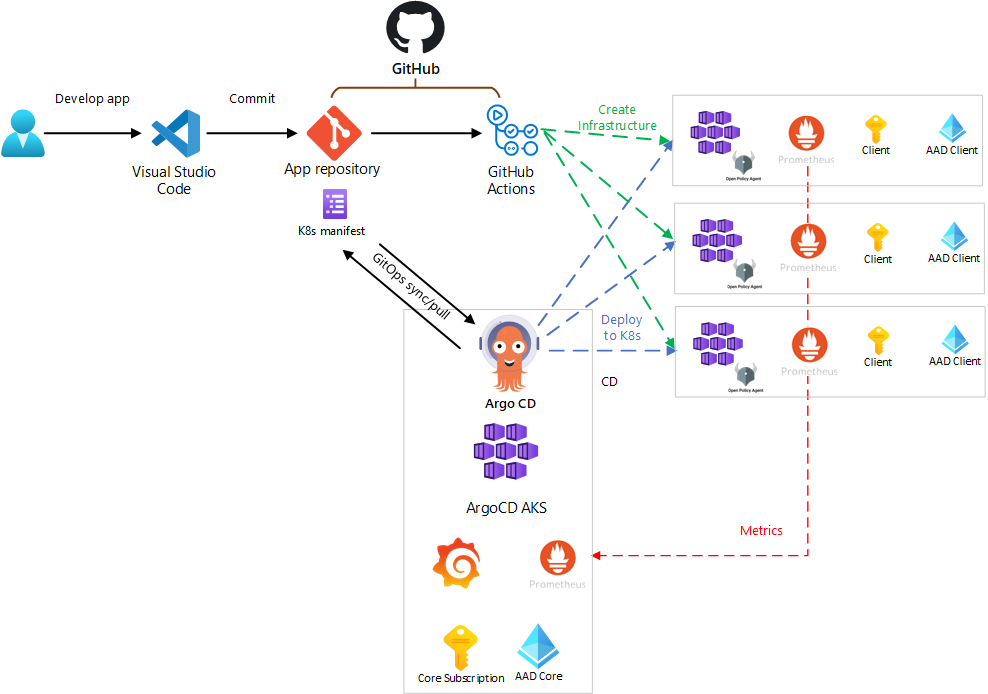 GitHub
Develop app
Commit
Visual Studio
Code
App repository
GitHub
Actions
K8s manifest
GitOps sync/pull
Create
Infrastructure
Open Policy Agent
Prometheus
Client
AAD Client
Open Policy Agent
Prometheus
Client
AAD Client
Deploy
to K8s
Open Policy Agent
Prometheus
Client
AAD Client
CD
Argo CD
ArgoCD AKS
Metrics
Prometheus
Core Subscription
AAD Core